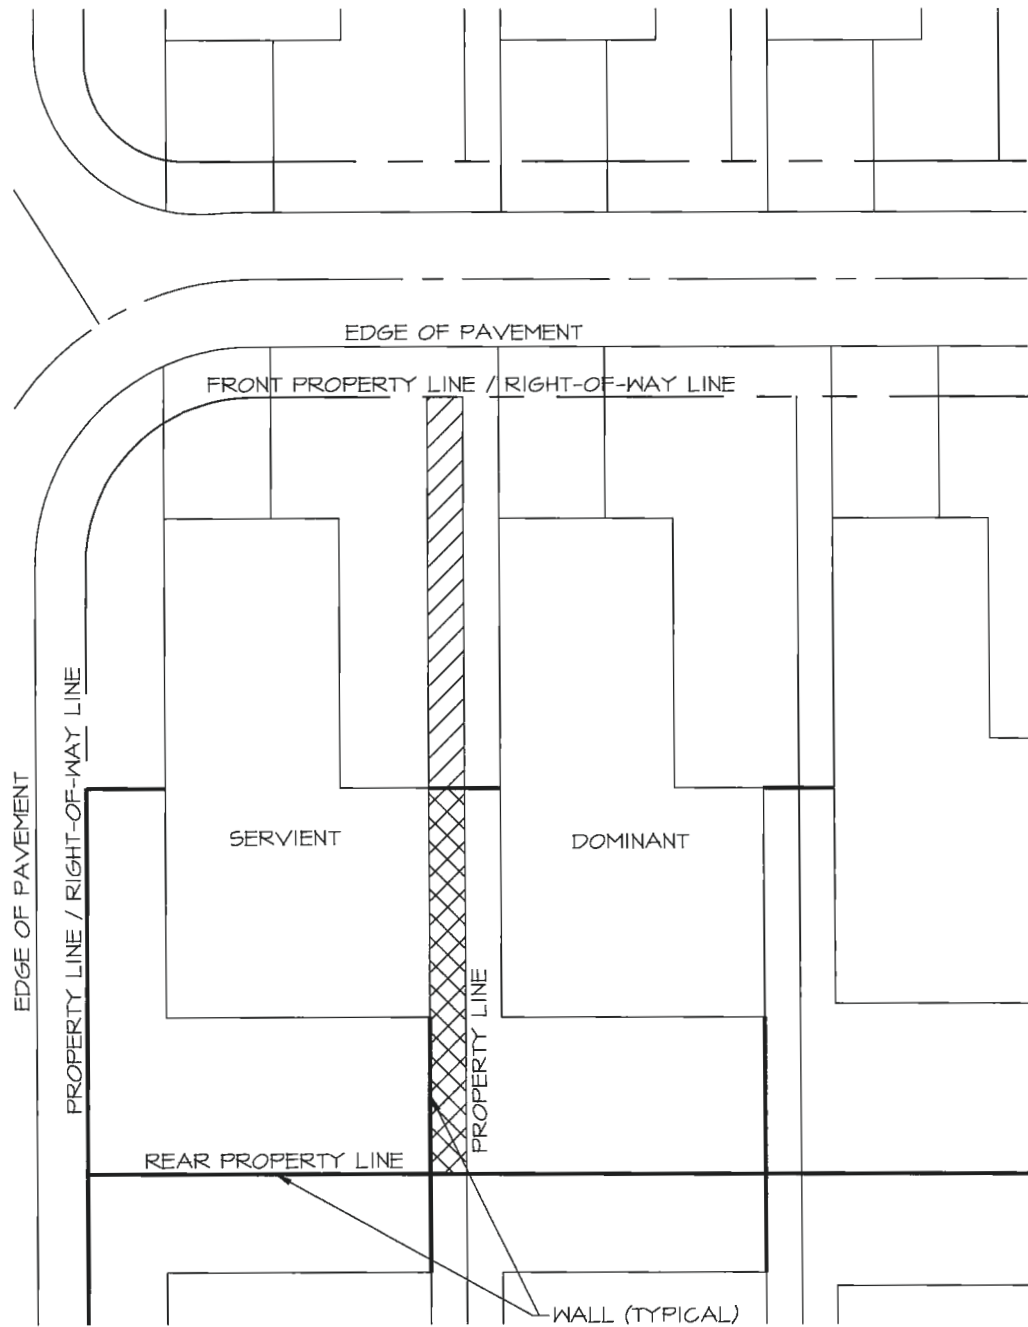 EDGE OF PAVEMENT
FRONT PROPERTY LINE / RIGHT-OF-WAY LINE
EDGE OF PAVEMENT
PROPERTY LINE / RIGHT-OF-WAY LINE
SERVIENT
DOMINANT
PROPERTY LINE
REAR PROPERTY LINE
WALL (TYPICAL)